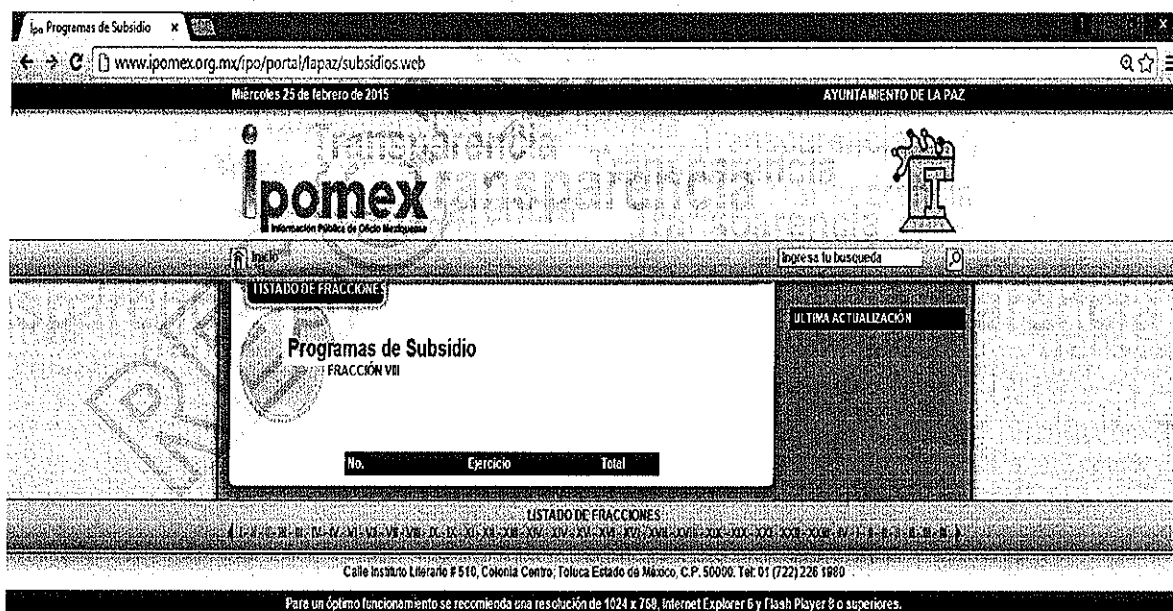 Programas de Subsidio
www.ipomex.org.mx/ipo/portal/lapaz/subsidios.web
Miércoles 25 de febrero de 2015
AYUNTAMIENTO DE LA PAZ
Transparencia
Transparencia
Transparencia
ipomex
Información Pública de Oficio Mexiquense
Inicio
Ingresa tu busqueda
LISTADO DE FRACCIONES
ULTIMA ACTUALIZACIÓN
Programas de Subsidio
FRACCIÓN VIII
No. Ejercicio Total
LISTADO DE FRACCIONES
Calle Instituto Literario # 510, Colonia Centro, Toluca Estado de México, C.P. 50000. Tel: 01 (722) 226 1980
Para un óptimo funcionamiento se recomienda una resolución de 1024 x 768, Internet Explorer 6 y Flash Player 8 o superiores.